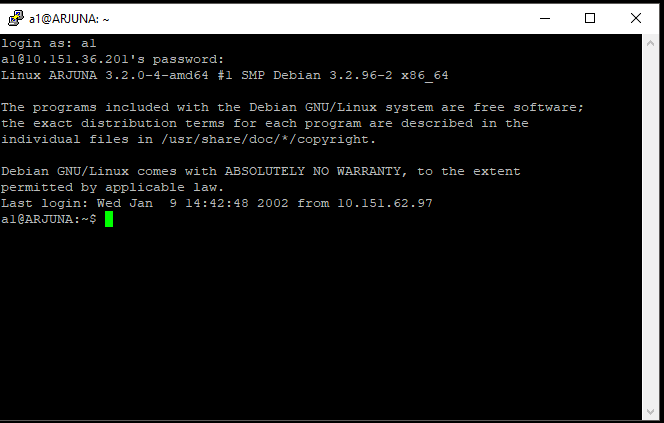 a1@ARJUNA: ~
login as: a1
a1@10.151.36.201's password:
Linux ARJUNA 3.2.0-4-amd64 #1 SMP Debian 3.2.96-2 x86_64
The programs included with the Debian GNU/Linux system are free software;
the exact distribution terms for each program are described in the
individual files in /usr/share/doc/*/copyright.
Debian GNU/Linux comes with ABSOLUTELY NO WARRANTY, to the extent
permitted by applicable law.
Last login: Wed Jan  9 14:42:48 2002 from 10.151.62.97
a1@ARJUNA:~$